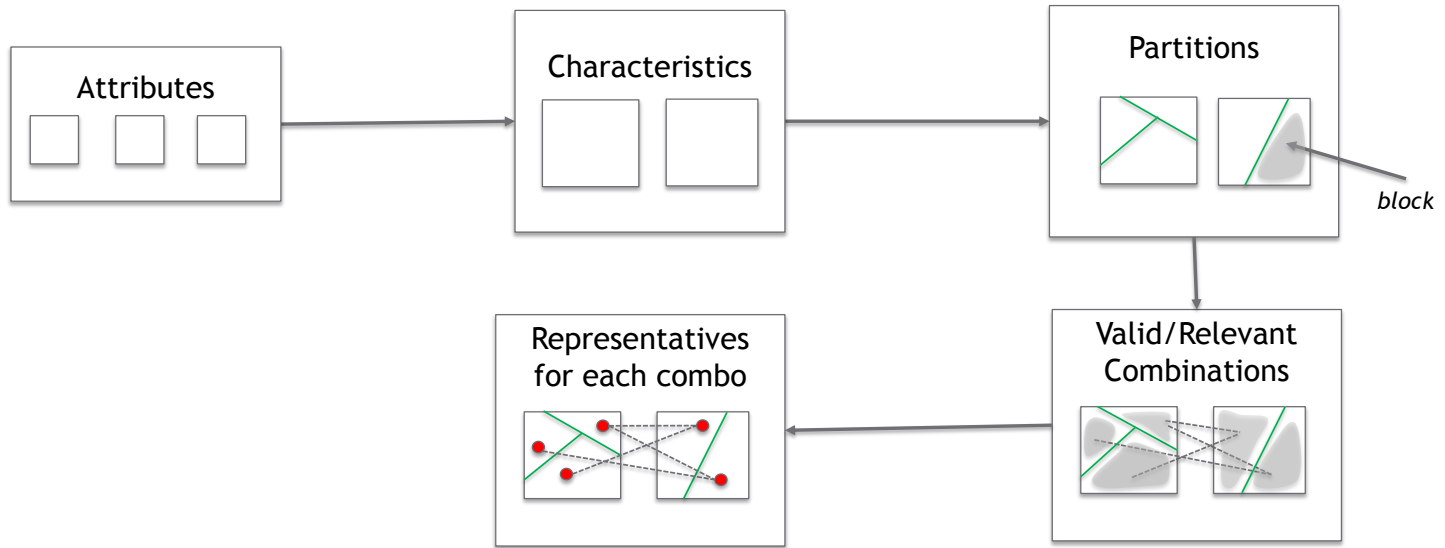 Attributes
Characteristics
Partitions
block
Valid/Relevant
Combinations
Representatives
for each combo